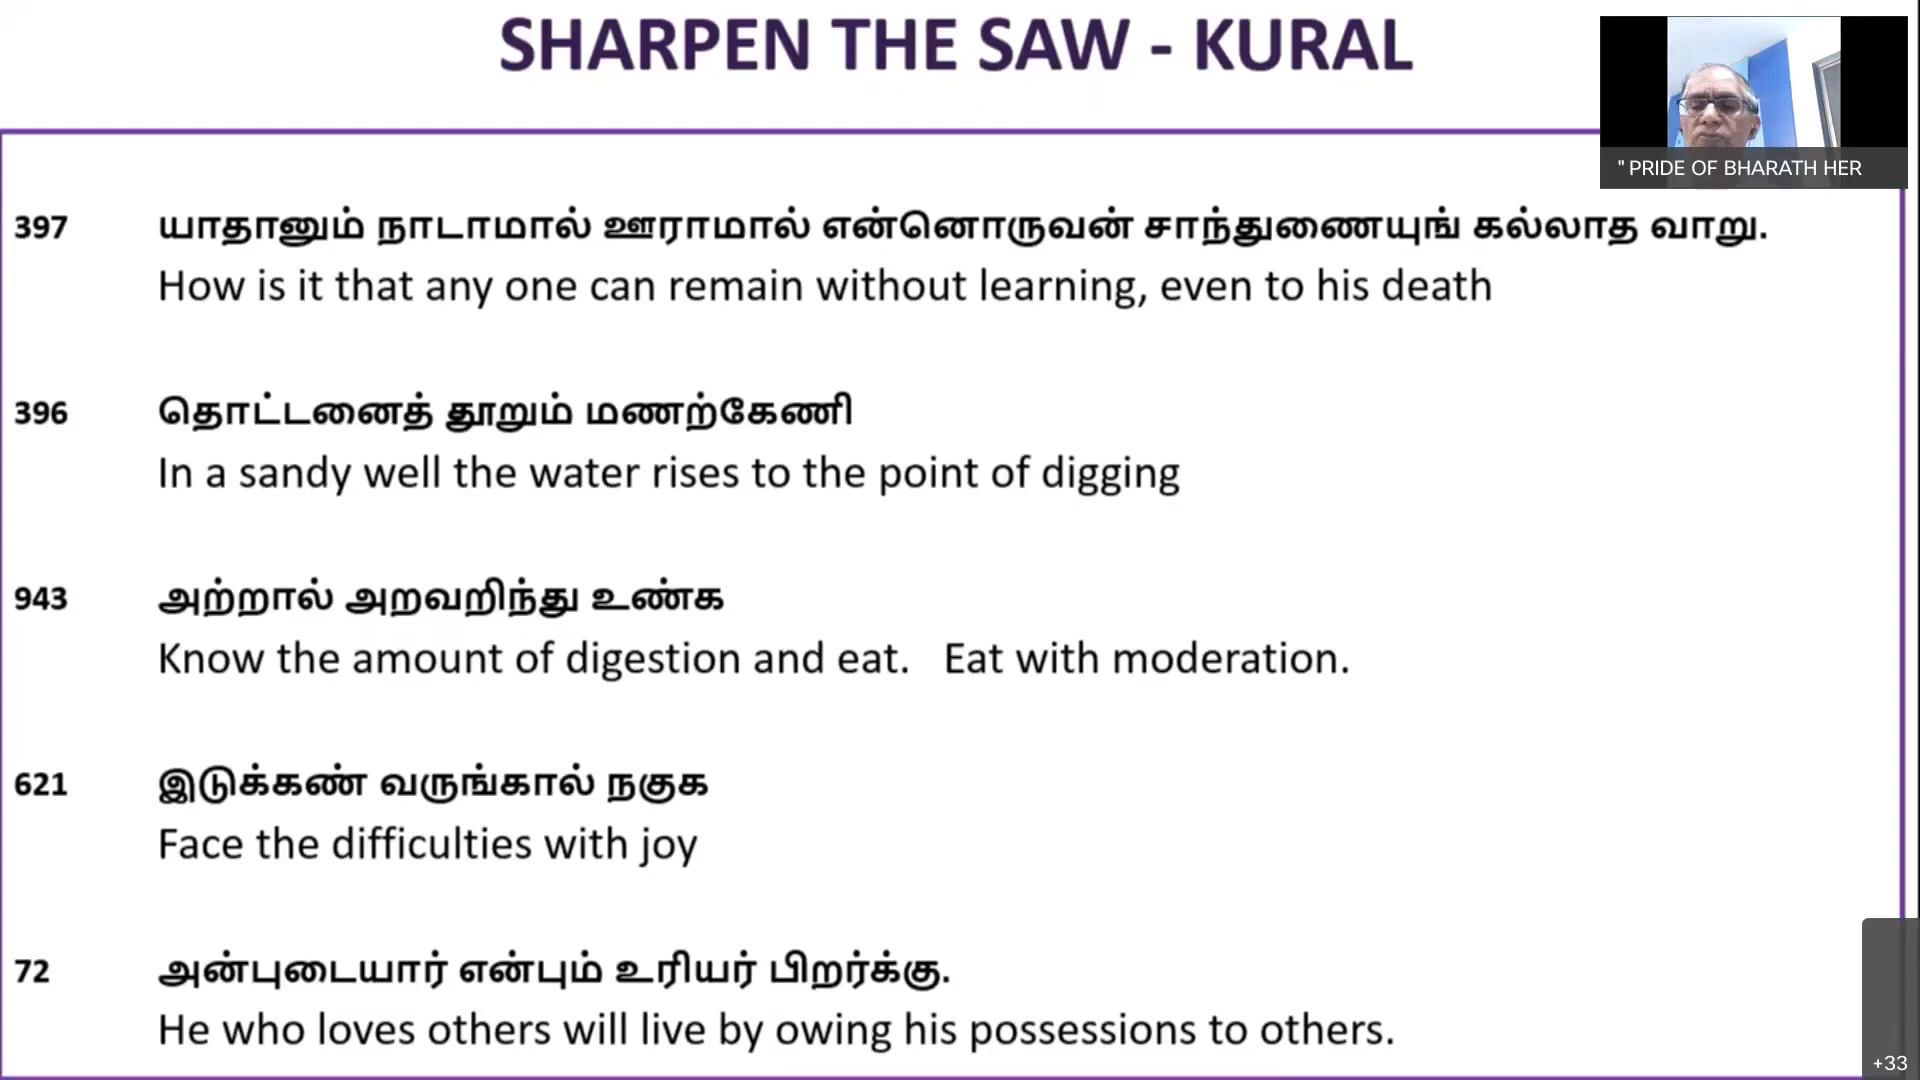 SHARPEN THE SAW - KURAL
" PRIDE OF BHARATH HER
397 யாதானும் நாடாமால் ஊராமால் என்னொருவன் சாந்துணையுங் கல்லாத வாறு.
How is it that any one can remain without learning, even to his death
396 தொட்டனைத் தூறும் மணற்கேணி
In a sandy well the water rises to the point of digging
943 அற்றால் அறவறிந்து உண்க
Know the amount of digestion and eat. Eat with moderation.
621 இடுக்கண் வருங்கால் நகுக
Face the difficulties with joy
72 அன்புடையார் என்பும் உரியர் பிறர்க்கு.
He who loves others will live by owing his possessions to others.
+33